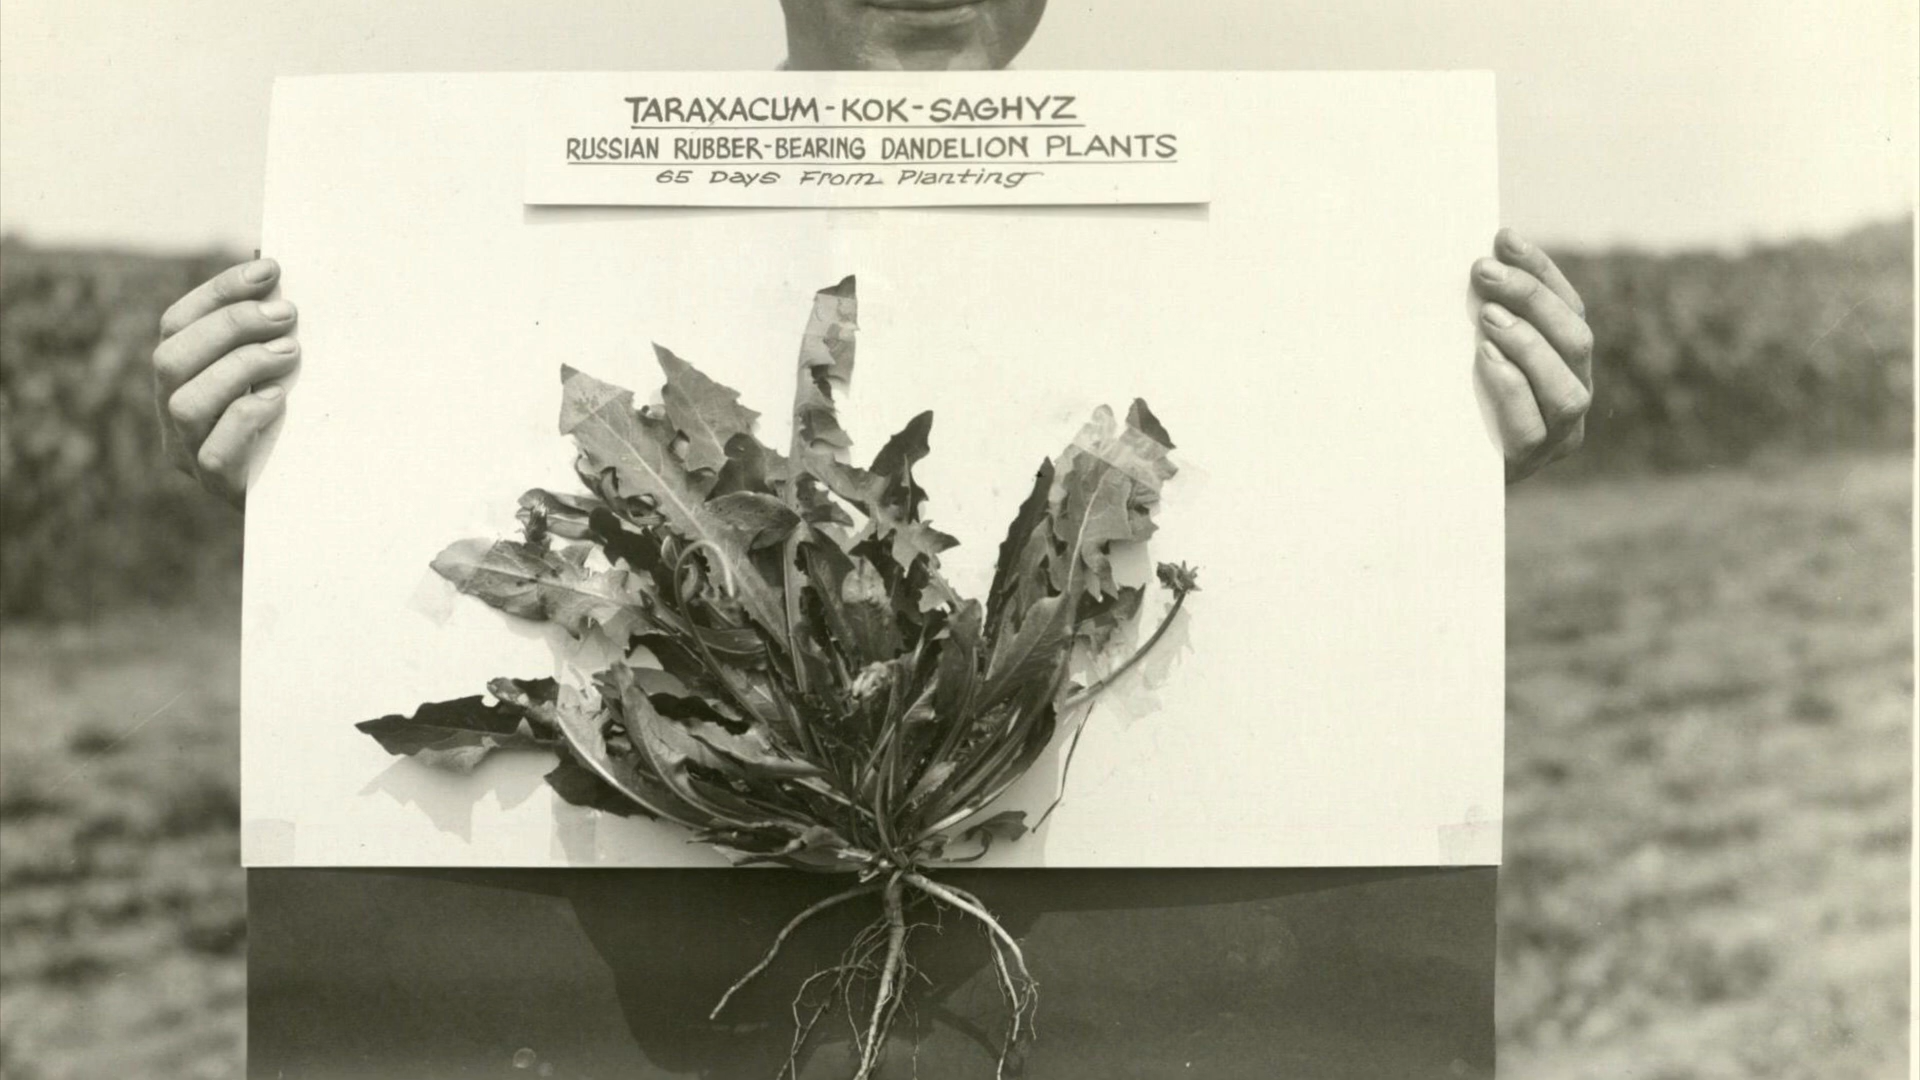 TARAXACUM-KOK-SAGHYZ
RUSSIAN RUBBER-BEARING DANDELION PLANTS
65 Days From Planting